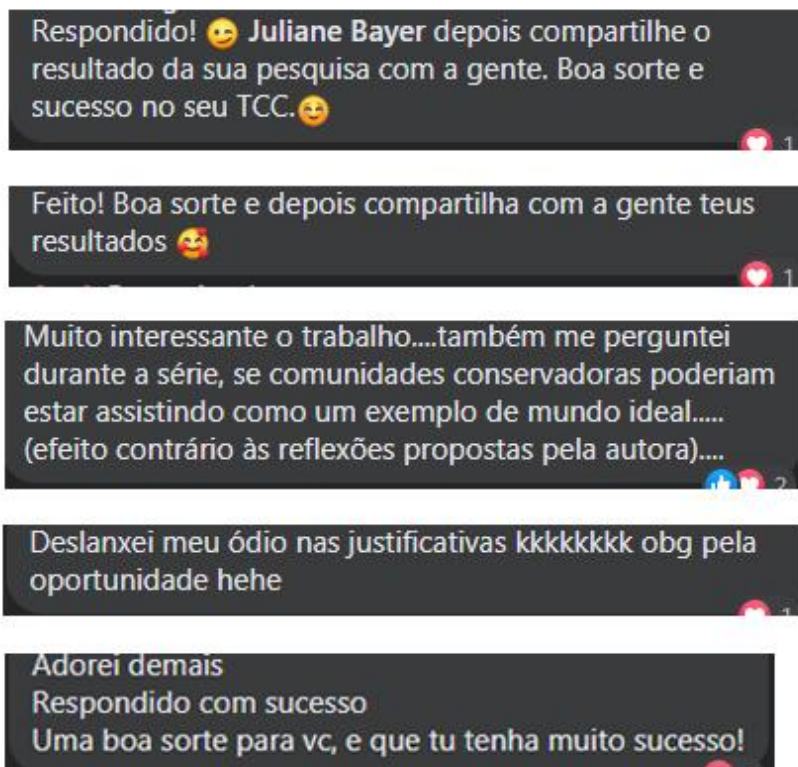 Respondido! 😉 Juliane Bayer depois compartilhe o
resultado da sua pesquisa com a gente. Boa sorte e
sucesso no seu TCC.😊
1
Feito! Boa sorte e depois compartilha com a gente teus
resultados 🥰
1
Muito interessante o trabalho....também me perguntei
durante a série, se comunidades conservadoras poderiam
estar assistindo como um exemplo de mundo ideal.....
(efeito contrário às reflexões propostas pela autora)....
2
Deslanxei meu ódio nas justificativas kkkkkkkk obg pela
oportunidade hehe
1
Adorei demais
Respondido com sucesso
Uma boa sorte para vc, e que tu tenha muito sucesso!